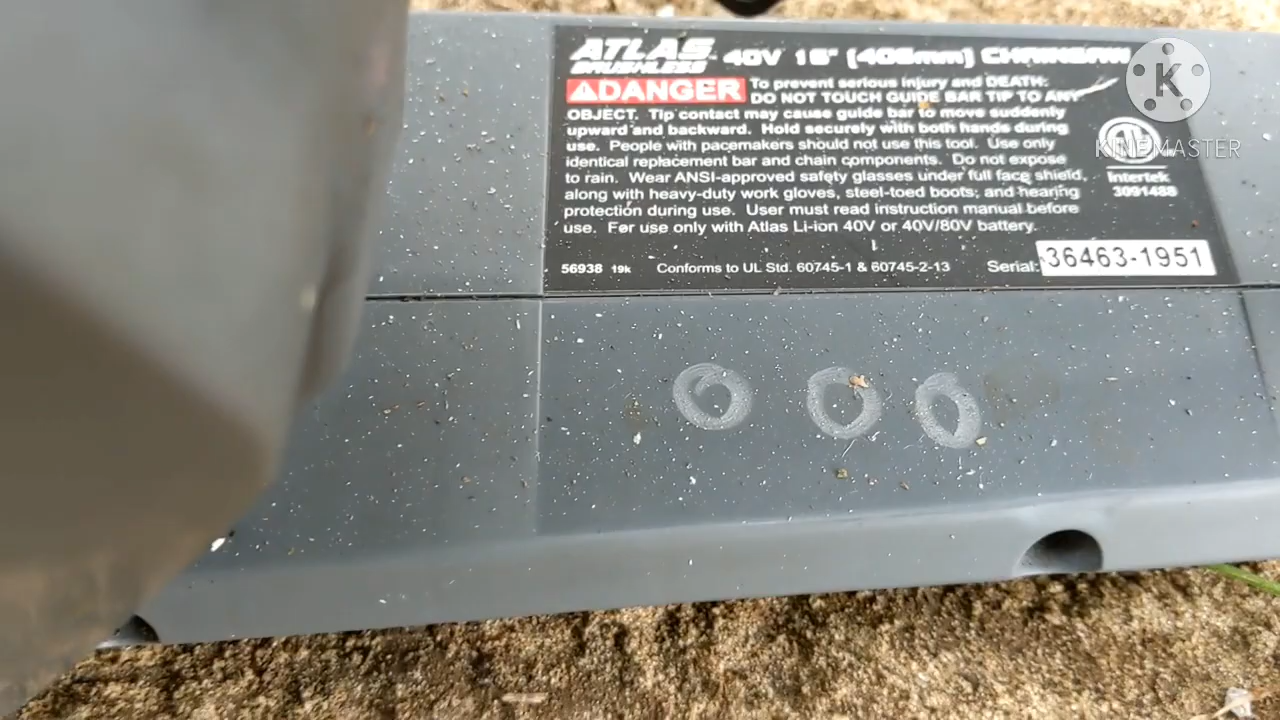 ATLAS 40V 16" (406mm) CHAINSAW
BRUSHLESS
DANGER To prevent serious injury and DEATH:
DO NOT TOUCH GUIDE BAR TIP TO ANY
OBJECT. Tip contact may cause guide bar to move suddenly
upward and backward. Hold securely with both hands during
use. People with pacemakers should not use this tool. Use only
identical replacement bar and chain components. Do not expose
to rain. Wear ANSI-approved safety glasses under full face shield,
along with heavy-duty work gloves, steel-toed boots, and hearing
protection during use. User must read instruction manual before
use. For use only with Atlas Li-ion 40V or 40V/80V battery.
56938 19k Conforms to UL Std. 60745-1 & 60745-2-13 Serial: 36463-1951
K
KINEMASTER
Intertek
3091488